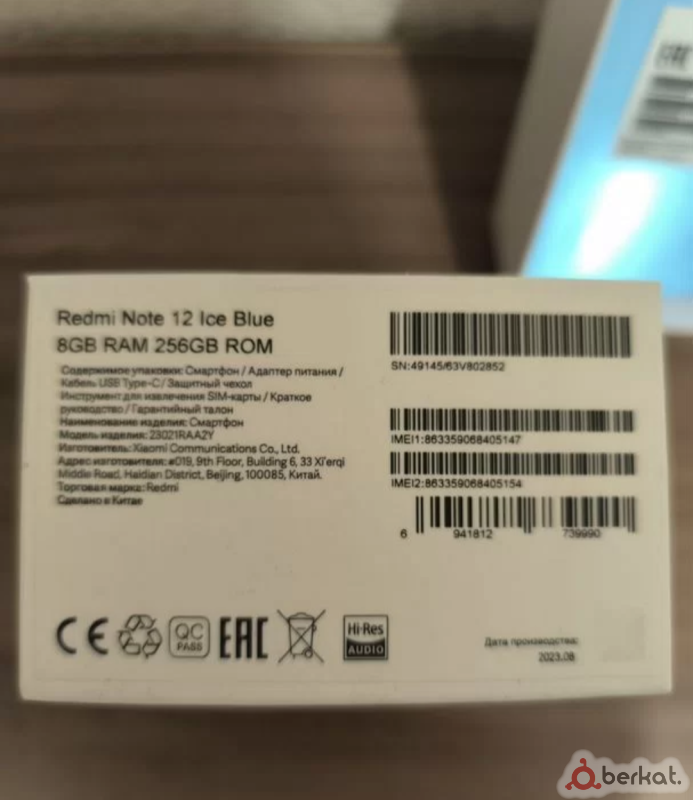 Redmi Note 12 Ice Blue
8GB RAM 256GB ROM
Содержимое упаковки: Смартфон / Адаптер питания /
Кабель USB Type-C / Защитный чехол
Инструмент для извлечения SIM-карты / Краткое
руководство / Гарантийный талон
Наименование изделия: Смартфон
Модель изделия: 23021RAA2Y
Изготовитель: Xiaomi Communications Co., Ltd.
Адрес изготовителя: #019, 9th Floor, Building 6, 33 Xi'erqi
Middle Road, Haidian District, Beijing, 100085, Китай.
Торговая марка: Redmi
Сделано в Китае
SN:49145/63V802852
IMEI1:863359068405147
IMEI2:863359068405154
6 941812 739990
CE
QC
PASS
EAC
Hi-Res
AUDIO
Дата производства:
2023.08
EAC
berkat.